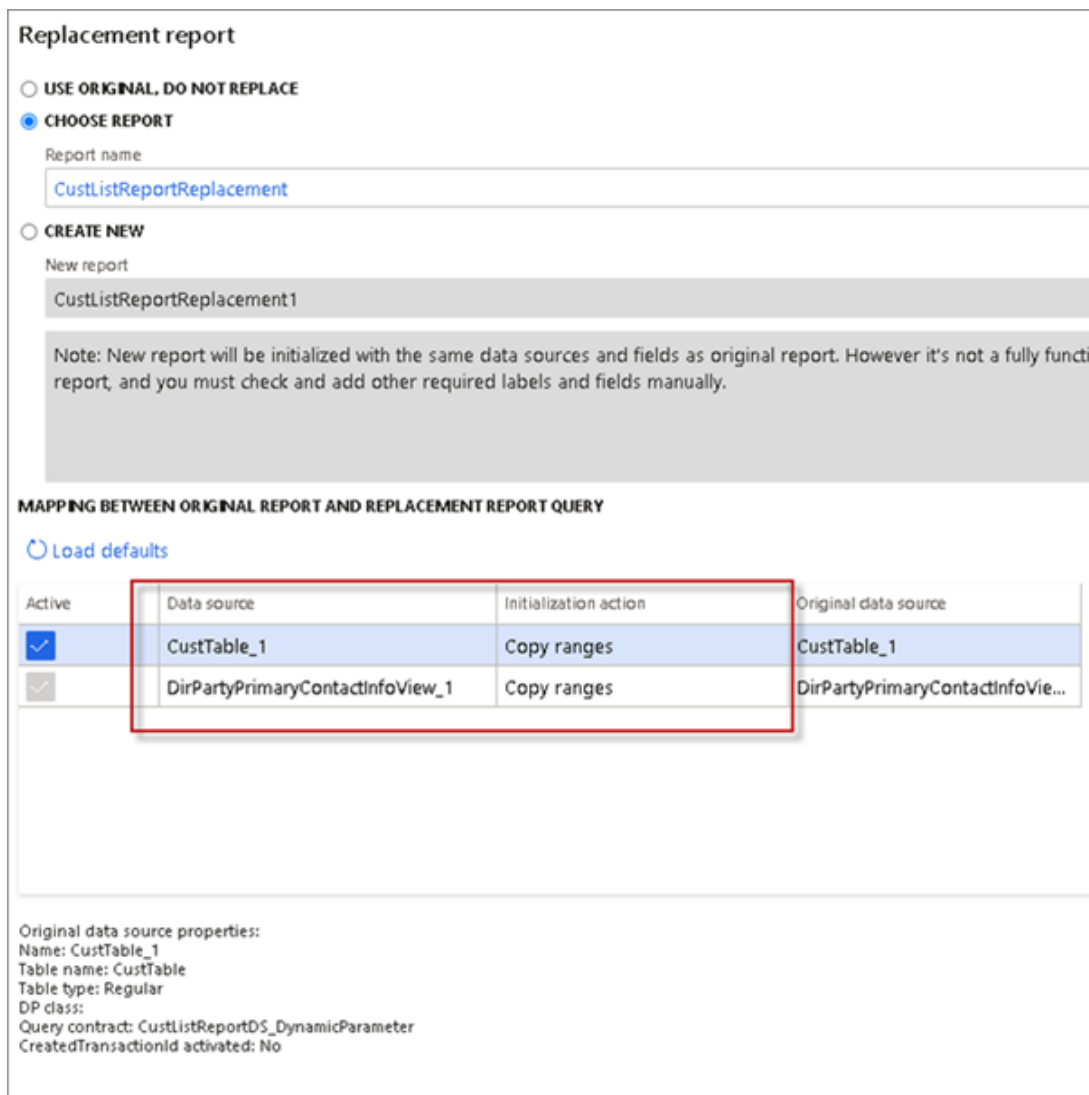 Replacement report
USE ORIGINAL, DO NOT REPLACE
CHOOSE REPORT
Report name
CustListReportReplacement
CREATE NEW
New report
CustListReportReplacement1
Note: New report will be initialized with the same data sources and fields as original report. However it's not a fully functi
report, and you must check and add other required labels and fields manually.
MAPPING BETWEEN ORIGINAL REPORT AND REPLACEMENT REPORT QUERY
Load defaults
Active Data source Initialization action Original data source
CustTable_1 Copy ranges CustTable_1
DirPartyPrimaryContactInfoView_1 Copy ranges DirPartyPrimaryContactInfoVie...
Original data source properties:
Name: CustTable_1
Table name: CustTable
Table type: Regular
DP class:
Query contract: CustListReportDS_DynamicParameter
CreatedTransactionId activated: No